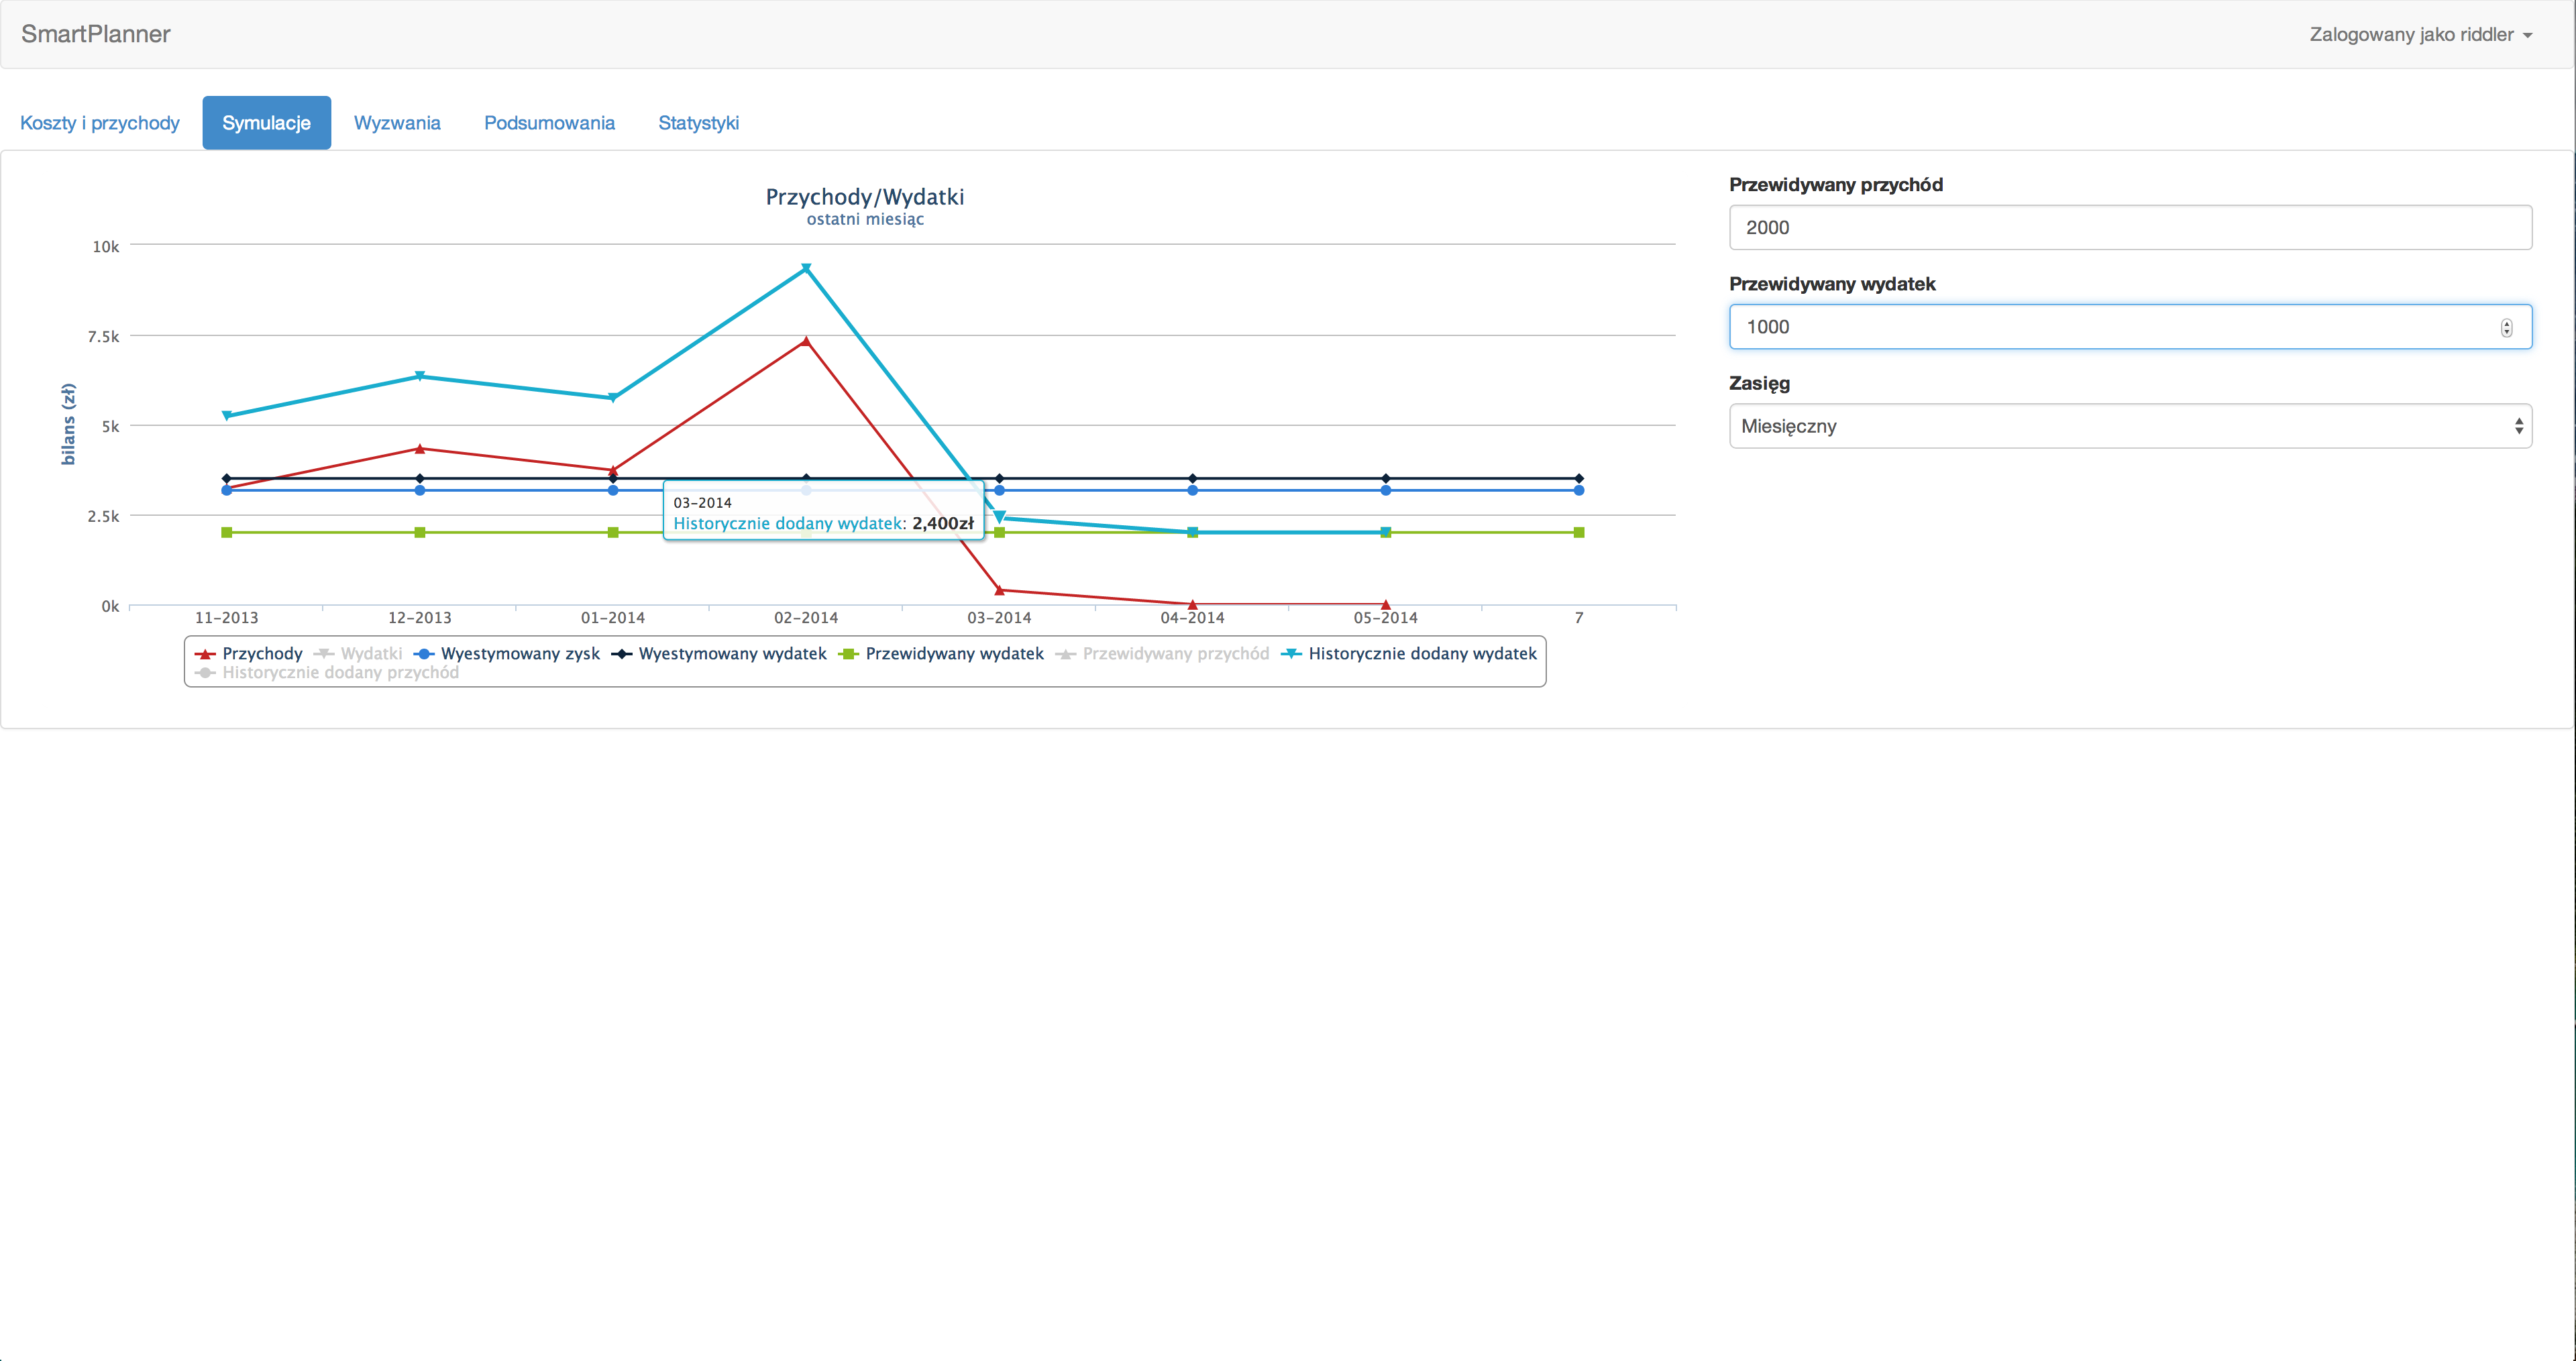 SmartPlanner
Zalogowany jako riddler
Koszty i przychody Symulacje Wyzwania Podsumowania Statystyki
Przychody/Wydatki
ostatni miesiąc
bilans (zł)
10k
7.5k
5k
2.5k
0k
03-2014
Historycznie dodany wydatek: 2,400zł
11-2013 12-2013 01-2014 02-2014 03-2014 04-2014 05-2014 7
Przychody Wydatki Wyestymowany zysk Wyestymowany wydatek Przewidywany wydatek Przewidywany przychód Historycznie dodany wydatek
Historycznie dodany przychód
Przewidywany przychód
2000
Przewidywany wydatek
1000
Zasięg
Miesięczny